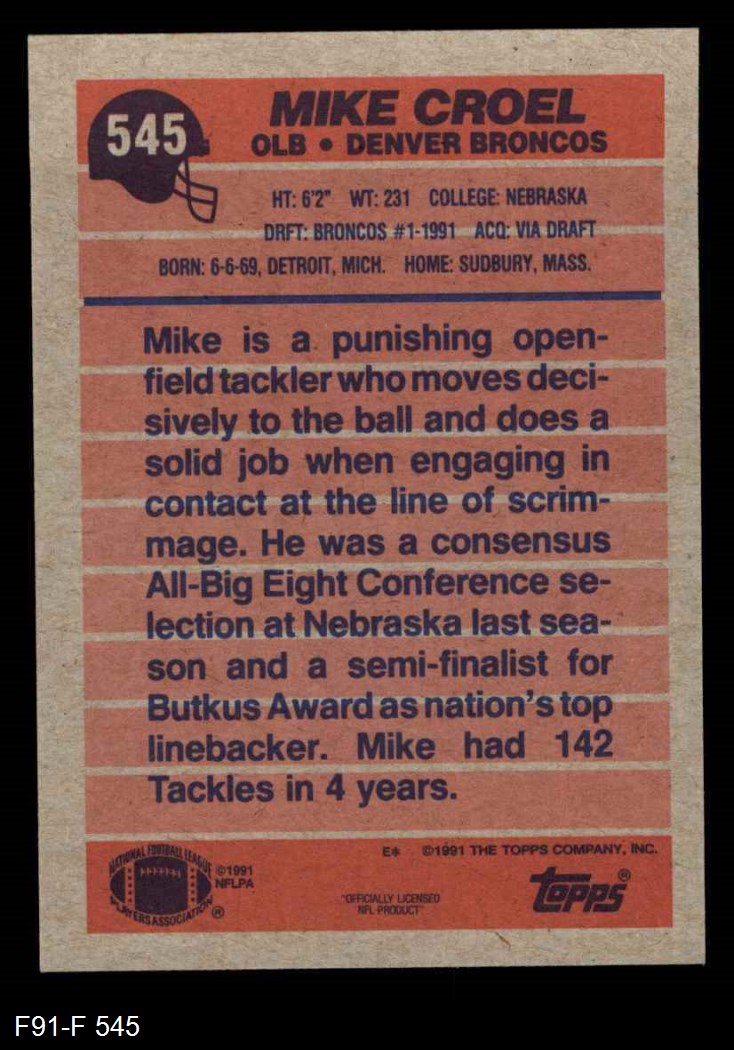 545
MIKE CROEL
OLB • DENVER BRONCOS
HT: 6'2" WT: 231 COLLEGE: NEBRASKA
DRFT: BRONCOS #1-1991 ACQ: VIA DRAFT
BORN: 6-6-69, DETROIT, MICH. HOME: SUDBURY, MASS.
Mike is a punishing open-
field tackler who moves deci-
sively to the ball and does a
solid job when engaging in
contact at the line of scrim-
mage. He was a consensus
All-Big Eight Conference se-
lection at Nebraska last sea-
son and a semi-finalist for
Butkus Award as nation's top
linebacker. Mike had 142
Tackles in 4 years.
NATIONAL FOOTBALL LEAGUE
PLAYERS ASSOCIATION
®
©1991
NFLPA
E* ©1991 THE TOPPS COMPANY, INC.
"OFFICIALLY LICENSED
NFL PRODUCT"
topps®
F91-F 545